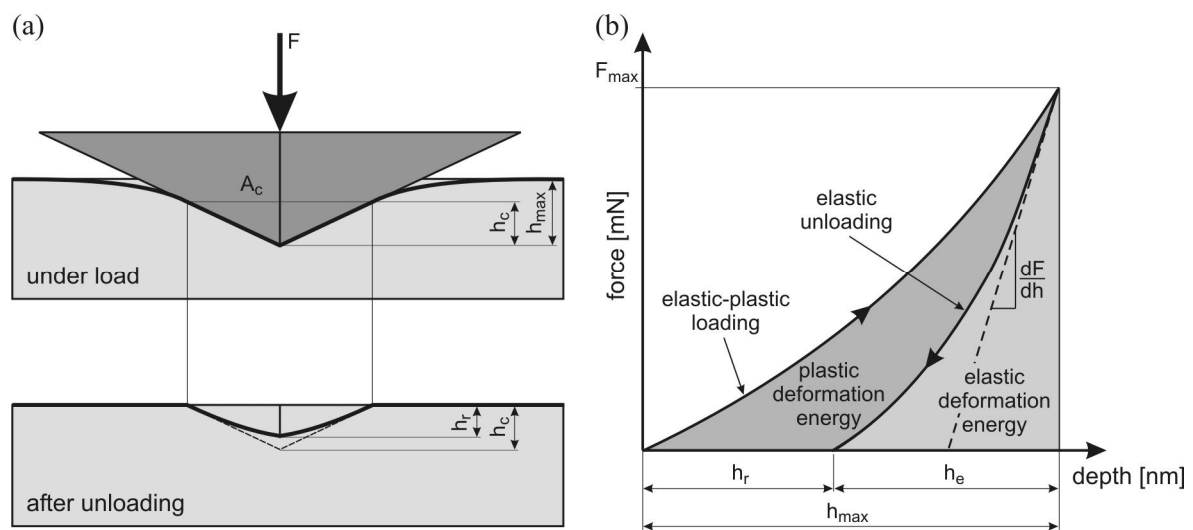 (a)
F
A_c
h_c
h_max
under load
h_r
h_c
after unloading
(b)
F_max
force [mN]
elastic
unloading
dF
dh
elastic-plastic
loading
plastic
deformation
energy
elastic
deformation
energy
h_r
h_e
depth [nm]
h_max